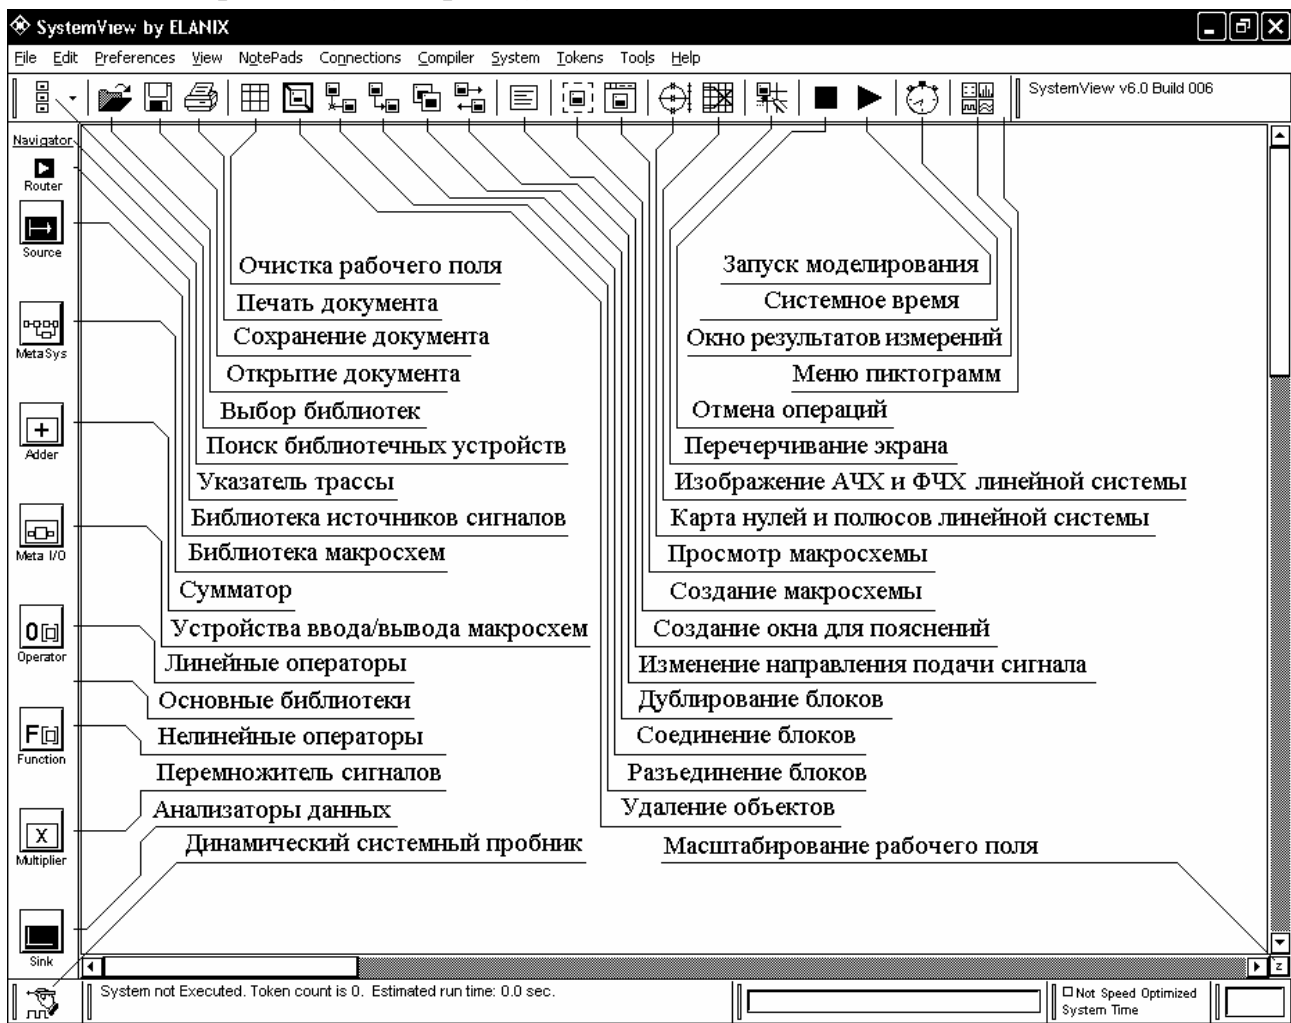 SystemView by ELANIX
File Edit Preferences View NotePads Connections Compiler System Tokens Tools Help
SystemView v6.0 Build 006
Navigator
Router
Source
MetaSys
Adder
Meta I/O
Operator
Function
Multiplier
Sink
Очистка рабочего поля
Печать документа
Сохранение документа
Открытие документа
Выбор библиотек
Поиск библиотечных устройств
Указатель трассы
Библиотека источников сигналов
Библиотека макросхем
Сумматор
Устройства ввода/вывода макросхем
Линейные операторы
Основные библиотеки
Нелинейные операторы
Перемножитель сигналов
Анализаторы данных
Динамический системный пробник
Запуск моделирования
Системное время
Окно результатов измерений
Меню пиктограмм
Отмена операций
Перечерчивание экрана
Изображение АЧХ и ФЧХ линейной системы
Карта нулей и полюсов линейной системы
Просмотр макросхемы
Создание макросхемы
Создание окна для пояснений
Изменение направления подачи сигнала
Дублирование блоков
Соединение блоков
Разьединение блоков
Удаление объектов
Масштабирование рабочего поля
z
System not Executed. Token count is 0. Estimated run time: 0.0 sec.
Not Speed Optimized
System Time